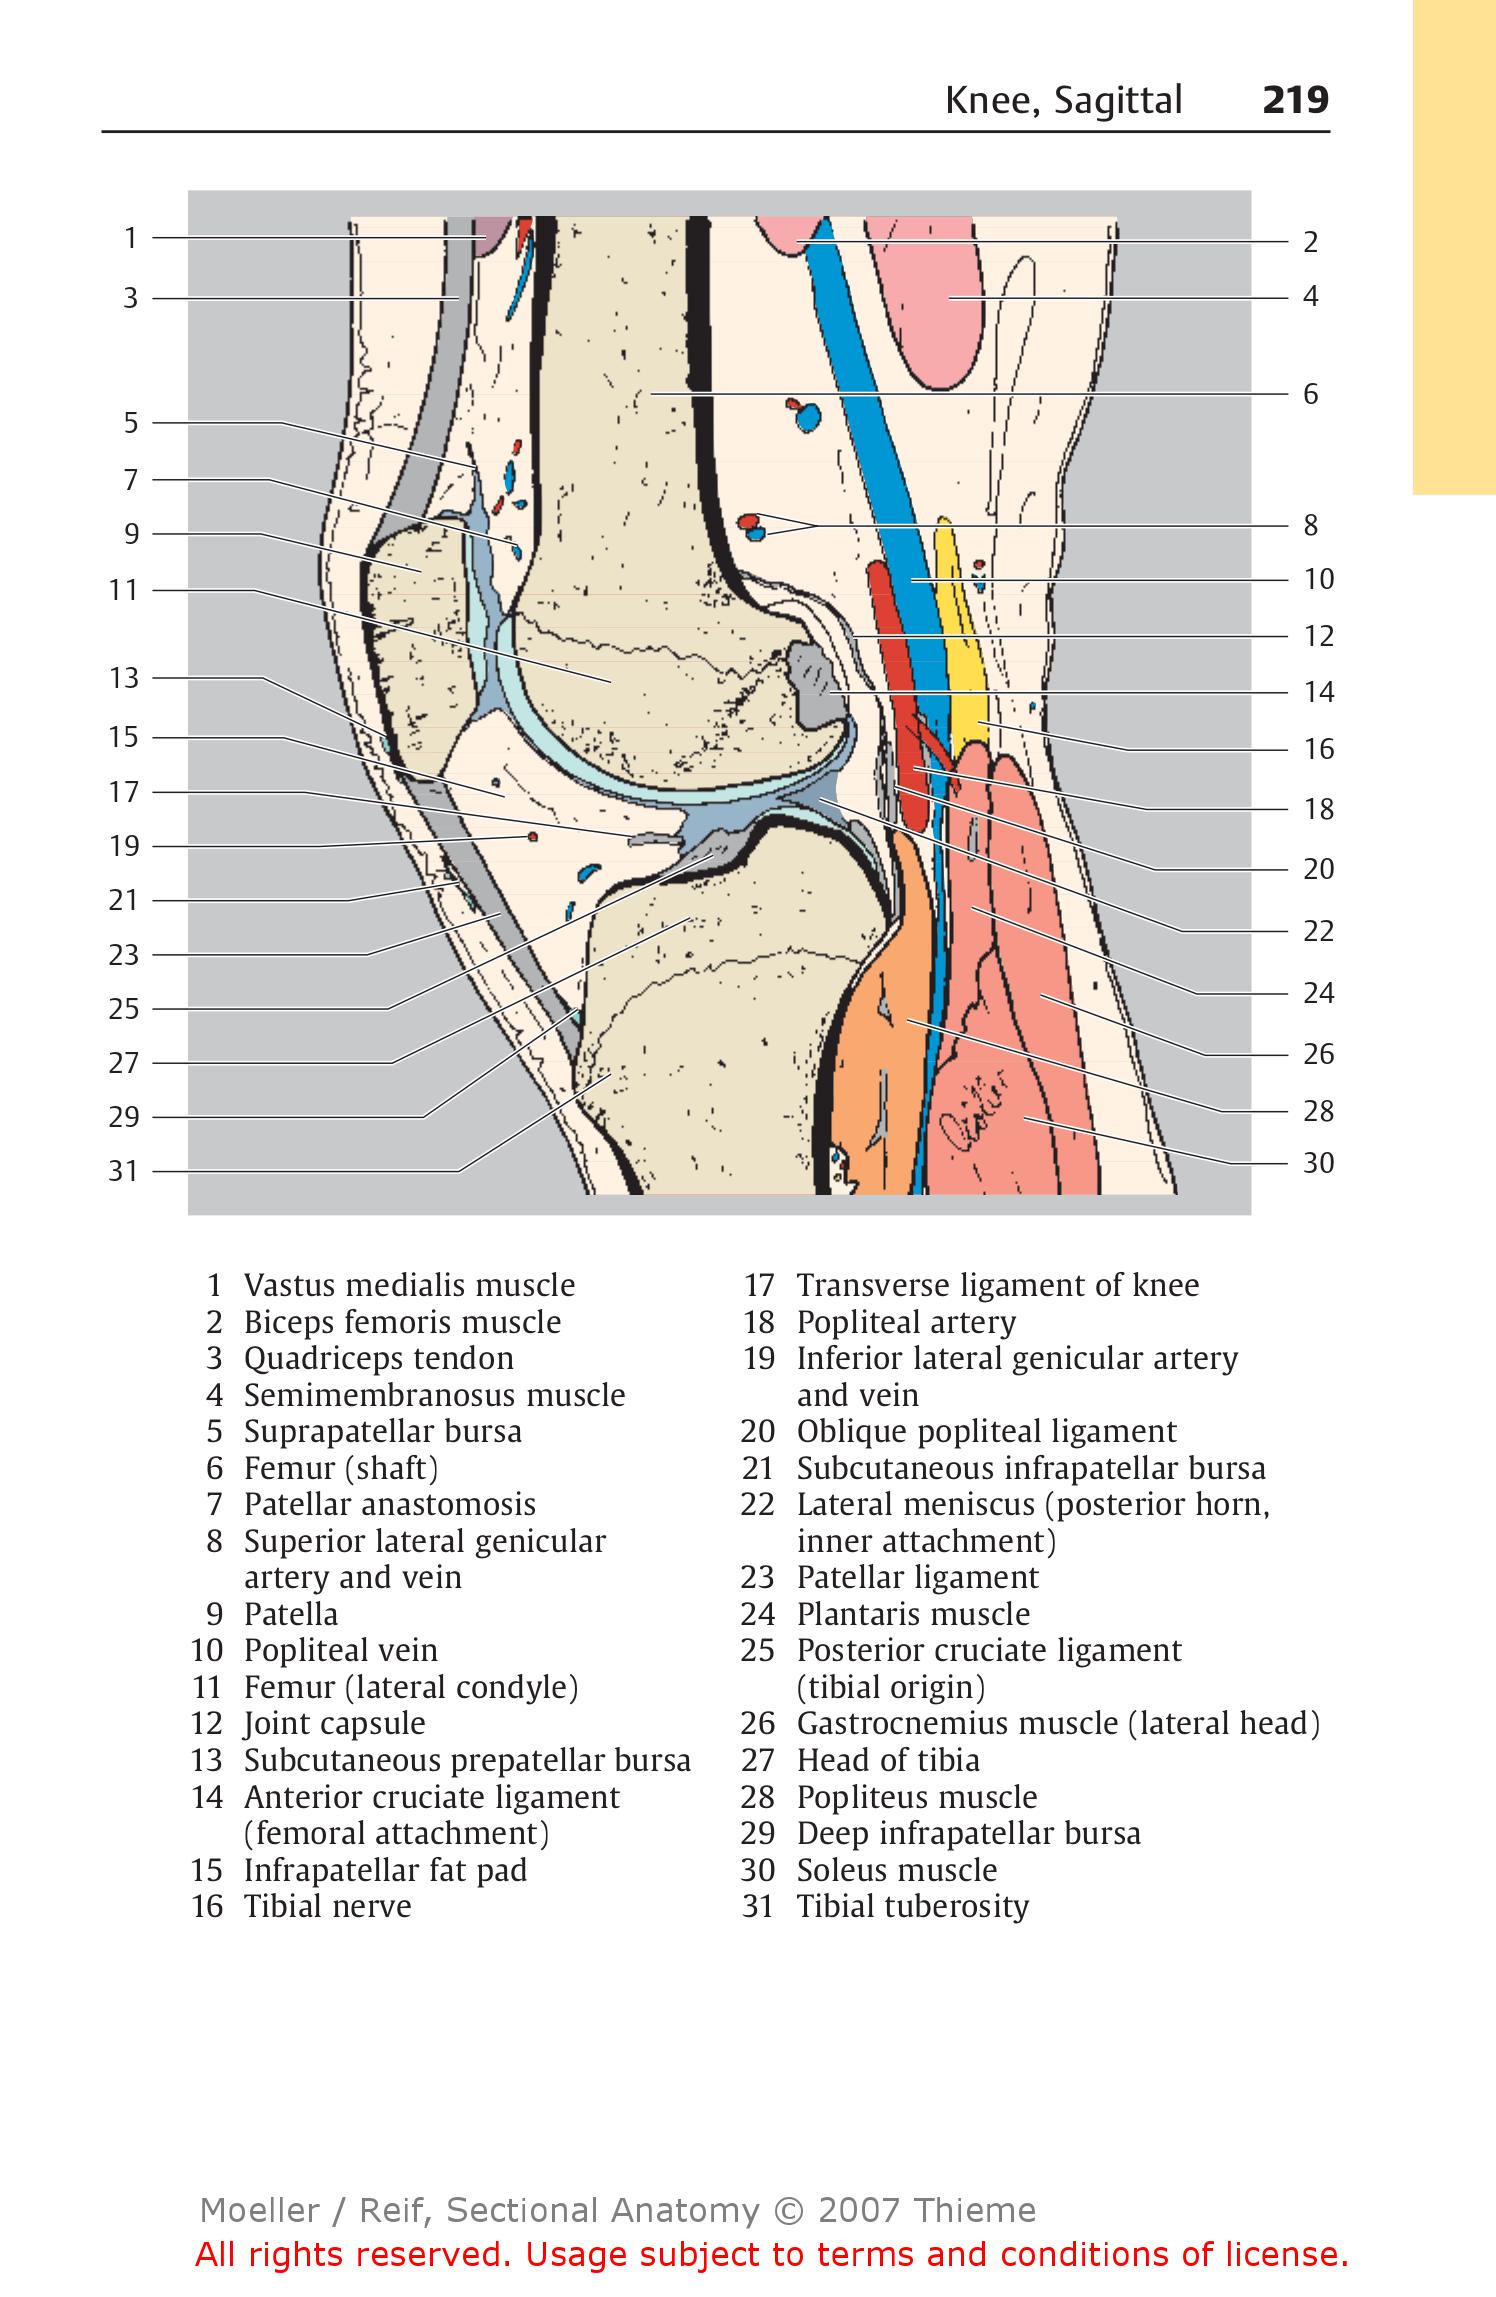 Knee, Sagittal 219
1
2
3
4
5
6
7
8
9
10
11
12
13
14
15
16
17
18
19
20
21
22
23
24
25
26
27
28
29
30
31
1 Vastus medialis muscle
2 Biceps femoris muscle
3 Quadriceps tendon
4 Semimembranosus muscle
5 Suprapatellar bursa
6 Femur (shaft)
7 Patellar anastomosis
8 Superior lateral genicular
artery and vein
9 Patella
10 Popliteal vein
11 Femur (lateral condyle)
12 Joint capsule
13 Subcutaneous prepatellar bursa
14 Anterior cruciate ligament
(femoral attachment)
15 Infrapatellar fat pad
16 Tibial nerve
17 Transverse ligament of knee
18 Popliteal artery
19 Inferior lateral genicular artery
and vein
20 Oblique popliteal ligament
21 Subcutaneous infrapatellar bursa
22 Lateral meniscus (posterior horn,
inner attachment)
23 Patellar ligament
24 Plantaris muscle
25 Posterior cruciate ligament
(tibial origin)
26 Gastrocnemius muscle (lateral head)
27 Head of tibia
28 Popliteus muscle
29 Deep infrapatellar bursa
30 Soleus muscle
31 Tibial tuberosity
Moeller / Reif, Sectional Anatomy © 2007 Thieme
All rights reserved. Usage subject to terms and conditions of license.